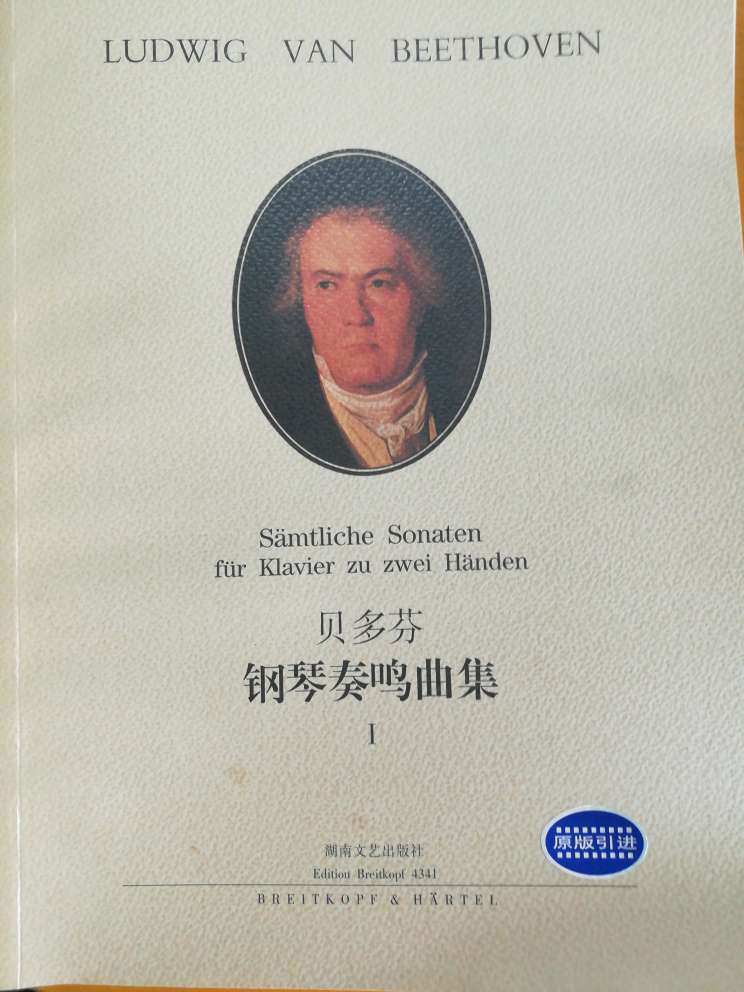 LUDWIG VAN BEETHOVEN
Sämtliche Sonaten
für Klavier zu zwei Händen
贝多芬
钢琴奏鸣曲集
I
原版引进
湖南文艺出版社
Edition Breitkopf 4341
BREITKOPF & HÄRTEL